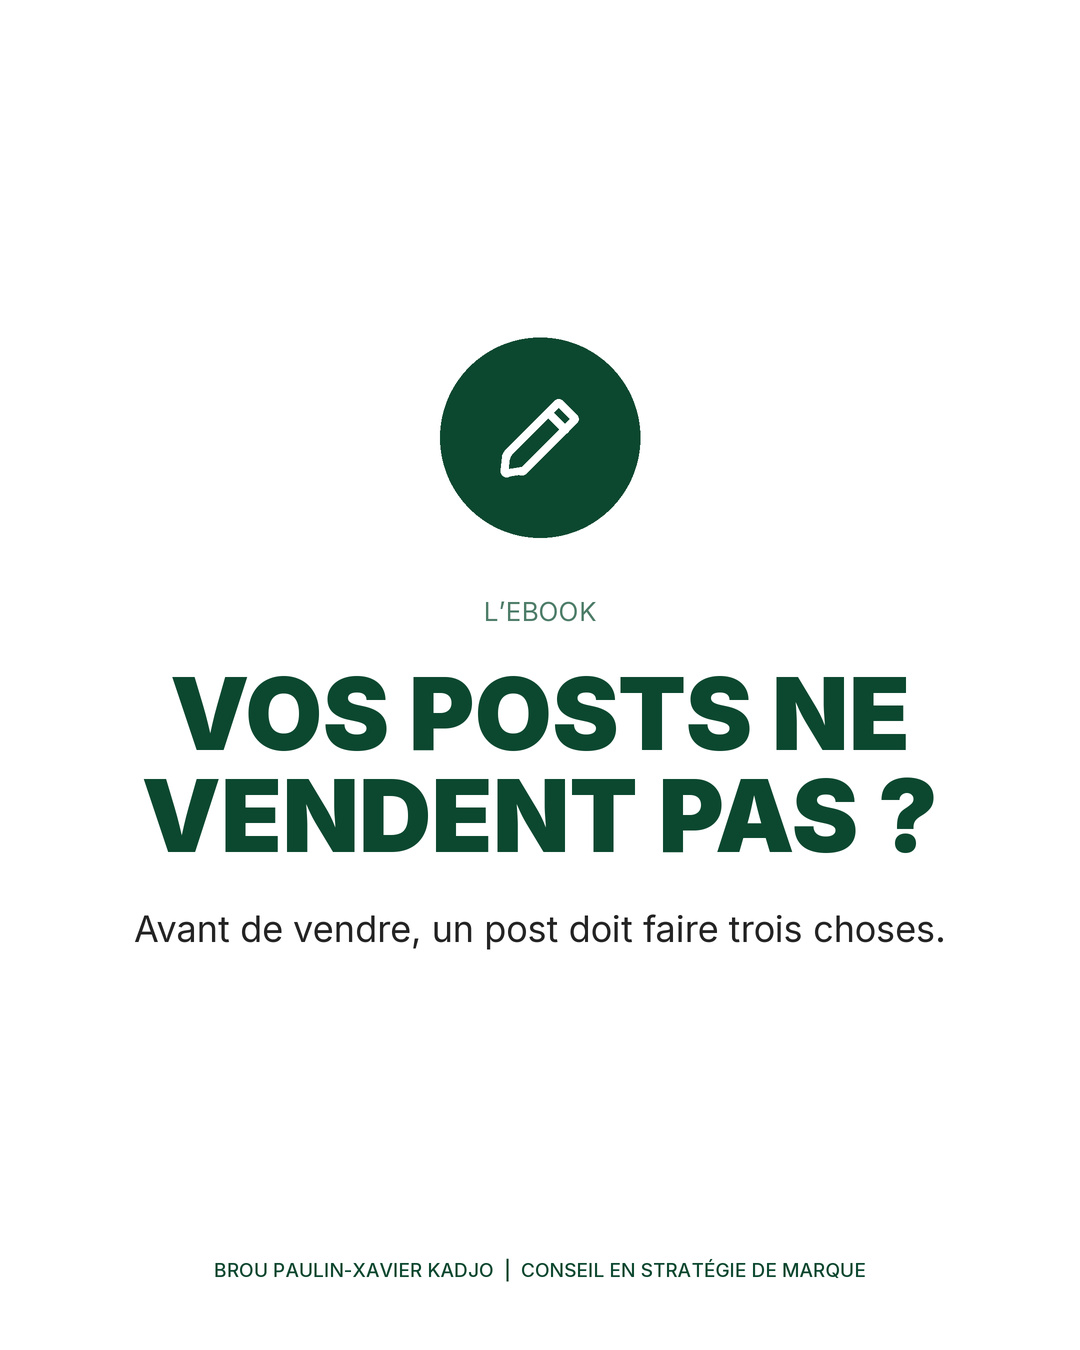 L’EBOOK
VOS POSTS NE
VENDENT PAS ?
Avant de vendre, un post doit faire trois choses.
BROU PAULIN-XAVIER KADJO | CONSEIL EN STRATÉGIE DE MARQUE